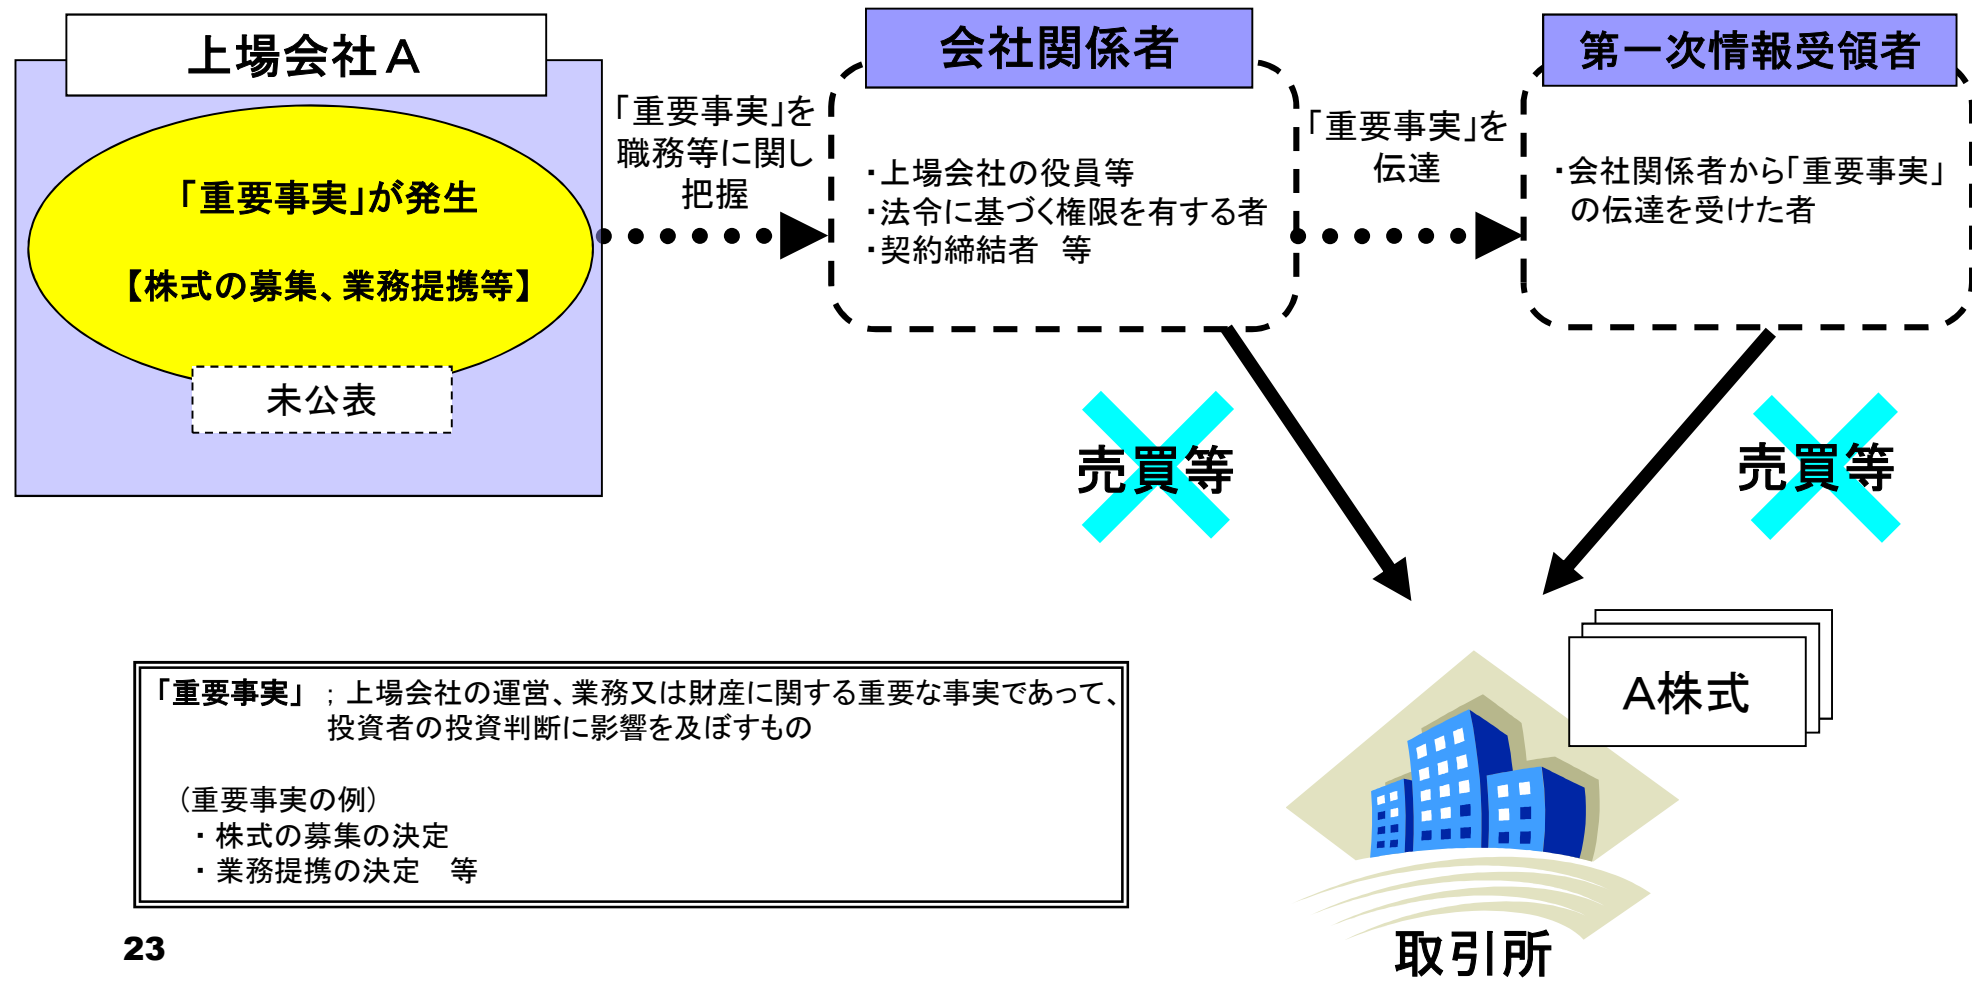 上場会社A
「重要事実」が発生
【株式の募集、業務提携等】
未公表
「重要事実」を
職務等に関し
把握
会社関係者
・上場会社の役員等
・法令に基づく権限を有する者
・契約締結者　等
「重要事実」を
伝達
第一次情報受領者
・会社関係者から「重要事実」
の伝達を受けた者
売買等
売買等
「重要事実」；上場会社の運営、業務又は財産に関する重要な事実であって、
投資者の投資判断に影響を及ぼすもの
（重要事実の例）
・株式の募集の決定
・業務提携の決定　等
A株式
取引所
23